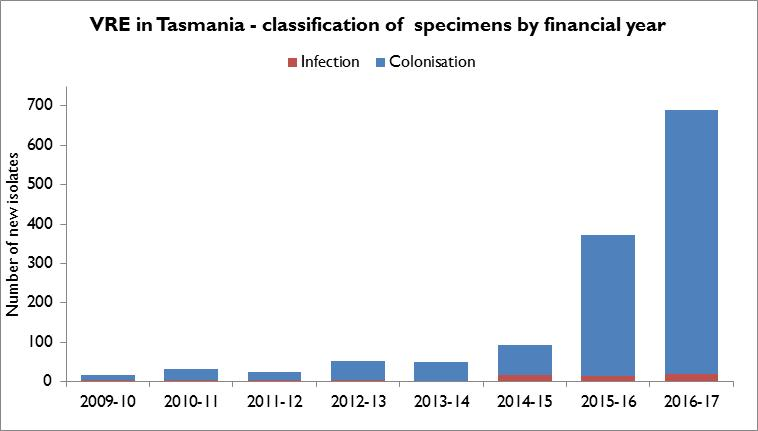 VRE in Tasmania - classification of specimens by financial year
Infection Colonisation
Number of new isolates
700
600
500
400
300
200
100
0
2009-10 2010-11 2011-12 2012-13 2013-14 2014-15 2015-16 2016-17